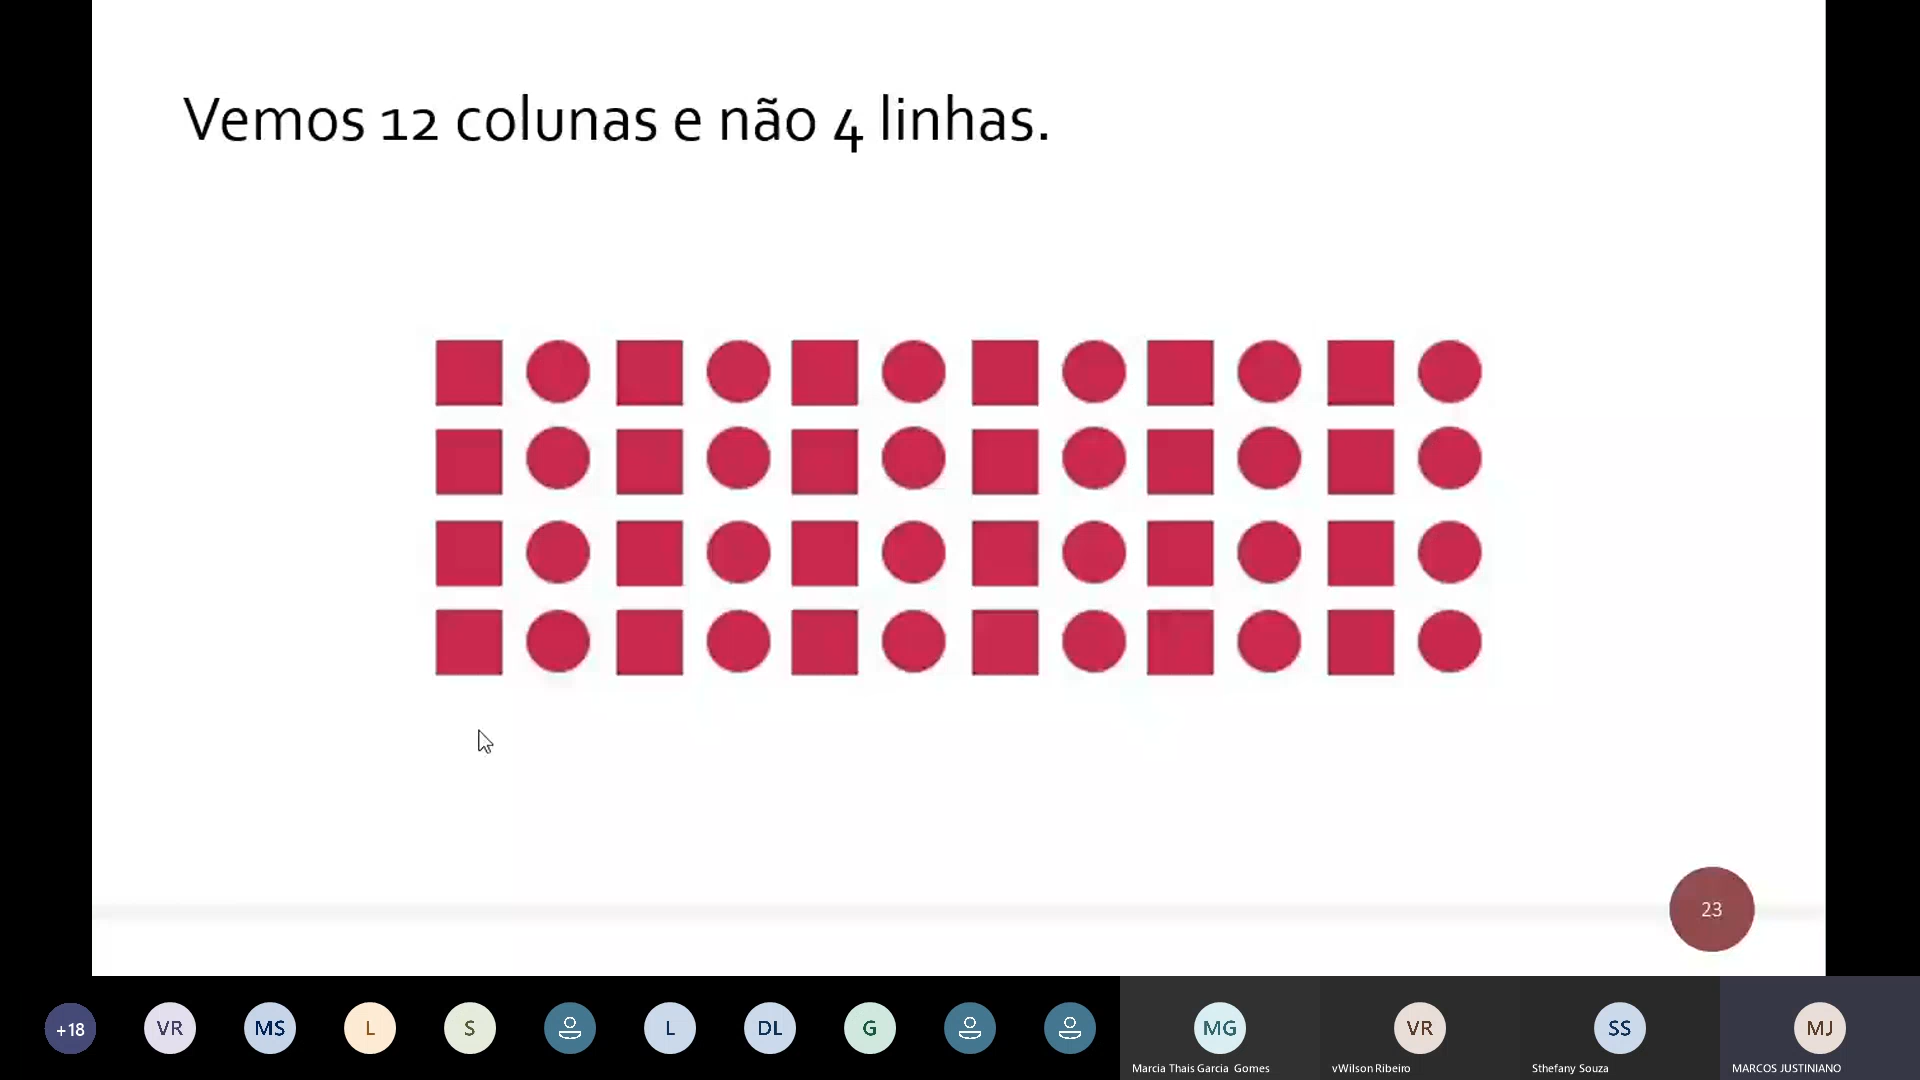 Vemos 12 colunas e não 4 linhas.
23
+18
VR
MS
L
S
L
DL
G
MG
VR
SS
MJ
Marcia Thais Garcia Gomes
vWilson Ribeiro
Sthefany Souza
MARCOS JUSTINIANO